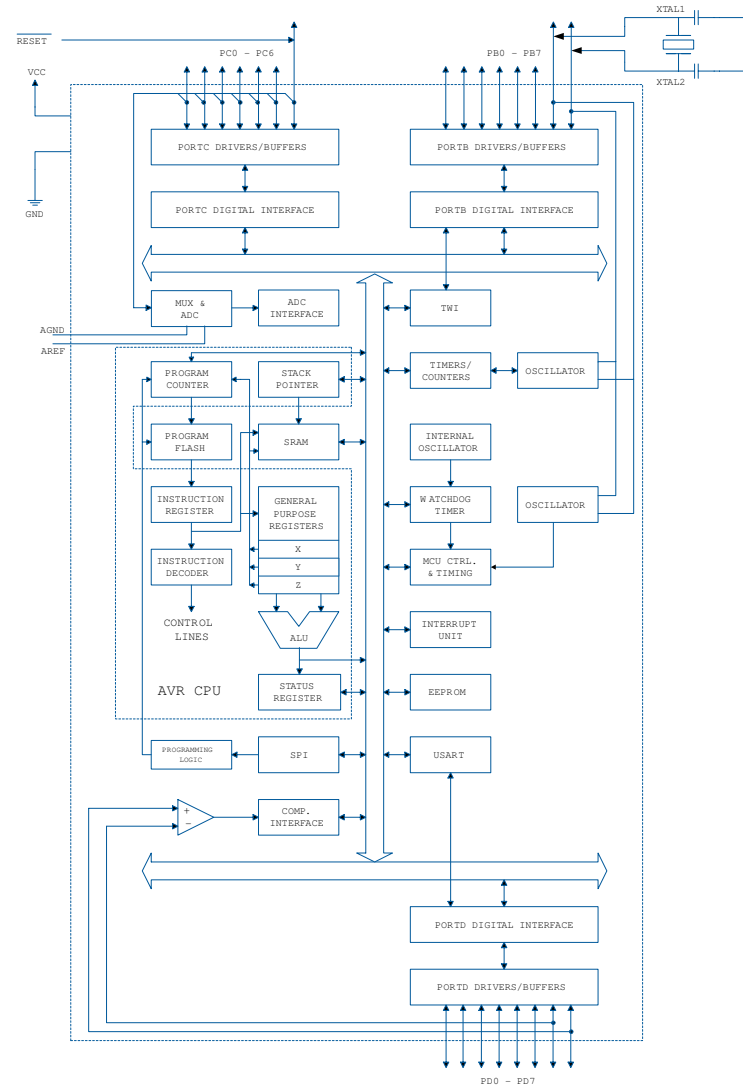 XTAL1
RESET
PC0 - PC6
PB0 - PB7
VCC
XTAL2
PORTC DRIVERS/BUFFERS
PORTB DRIVERS/BUFFERS
PORTC DIGITAL INTERFACE
PORTB DIGITAL INTERFACE
GND
MUX &
ADC
ADC
INTERFACE
TWI
AGND
AREF
PROGRAM
COUNTER
STACK
POINTER
TIMERS/
COUNTERS
OSCILLATOR
PROGRAM
FLASH
SRAM
INTERNAL
OSCILLATOR
INSTRUCTION
REGISTER
GENERAL
PURPOSE
REGISTERS
WATCHDOG
TIMER
OSCILLATOR
X
Y
Z
INSTRUCTION
DECODER
MCU CTRL.
& TIMING
CONTROL
LINES
ALU
INTERRUPT
UNIT
AVR CPU
STATUS
REGISTER
EEPROM
PROGRAMMING
LOGIC
SPI
USART
+
-
COMP.
INTERFACE
PORTD DIGITAL INTERFACE
PORTD DRIVERS/BUFFERS
PD0 - PD7